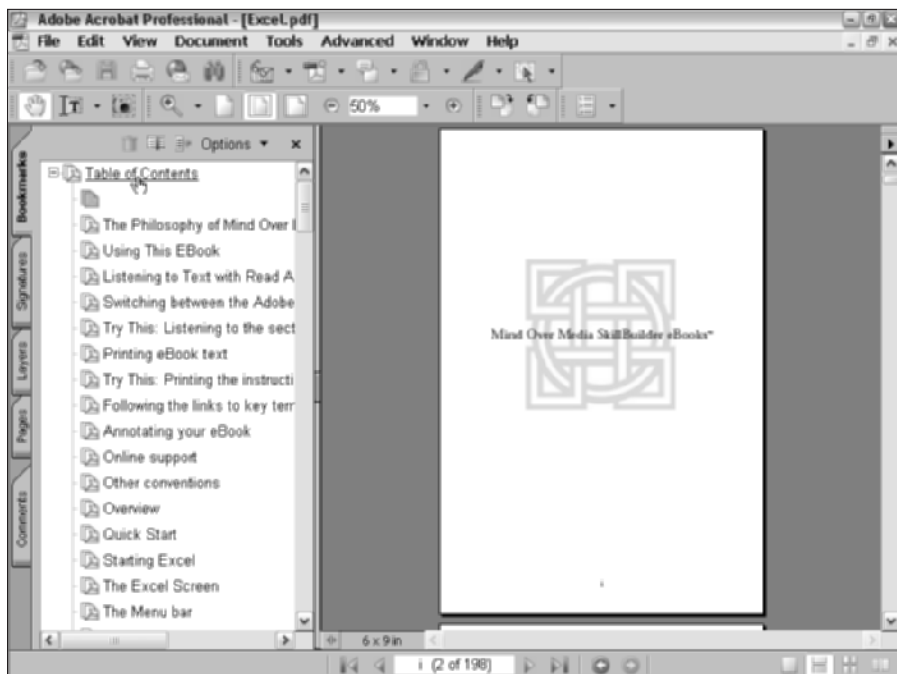 Adobe Acrobat Professional - [Excel.pdf]
File Edit View Document Tools Advanced Window Help
50%
Options
Bookmarks
Signatures
Layers
Pages
Comments
Table of Contents
The Philosophy of Mind Over
Using This EBook
Listening to Text with Read A
Switching between the Adobe
Try This: Listening to the sect
Printing eBook text
Try This: Printing the instructi
Following the links to key term
Annotating your eBook
Online support
Other conventions
Overview
Quick Start
Starting Excel
The Excel Screen
The Menu bar
Mind Over Media SkillBuilder eBooks™
i
6 x 9 in
i (2 of 198)